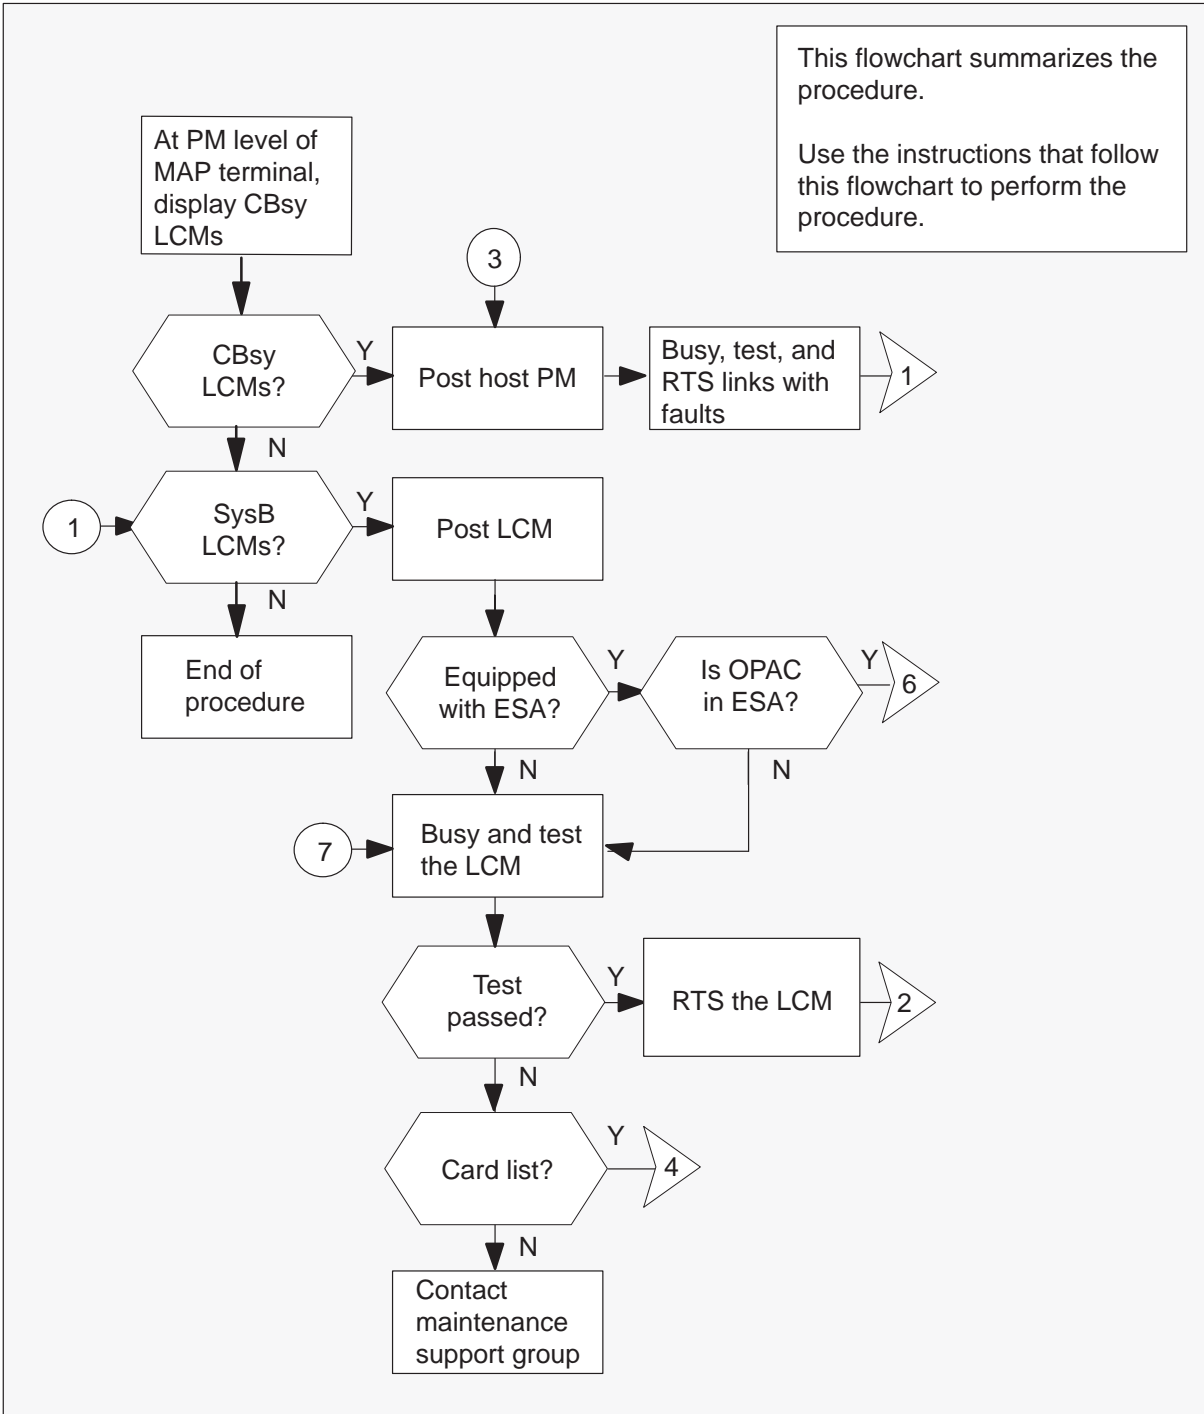 This flowchart summarizes the
procedure.
Use the instructions that follow
this flowchart to perform the
procedure.
At PM level of
MAP terminal,
display CBsy
LCMs
3
CBsy
LCMs?
Y
Post host PM
Busy, test, and
RTS links with
faults
1
N
1
SysB
LCMs?
Y
Post LCM
N
End of
procedure
Equipped
with ESA?
Y
Is OPAC
in ESA?
Y
6
N
N
7
Busy and test
the LCM
Test
passed?
Y
RTS the LCM
2
N
Card list?
Y
4
N
Contact
maintenance
support group